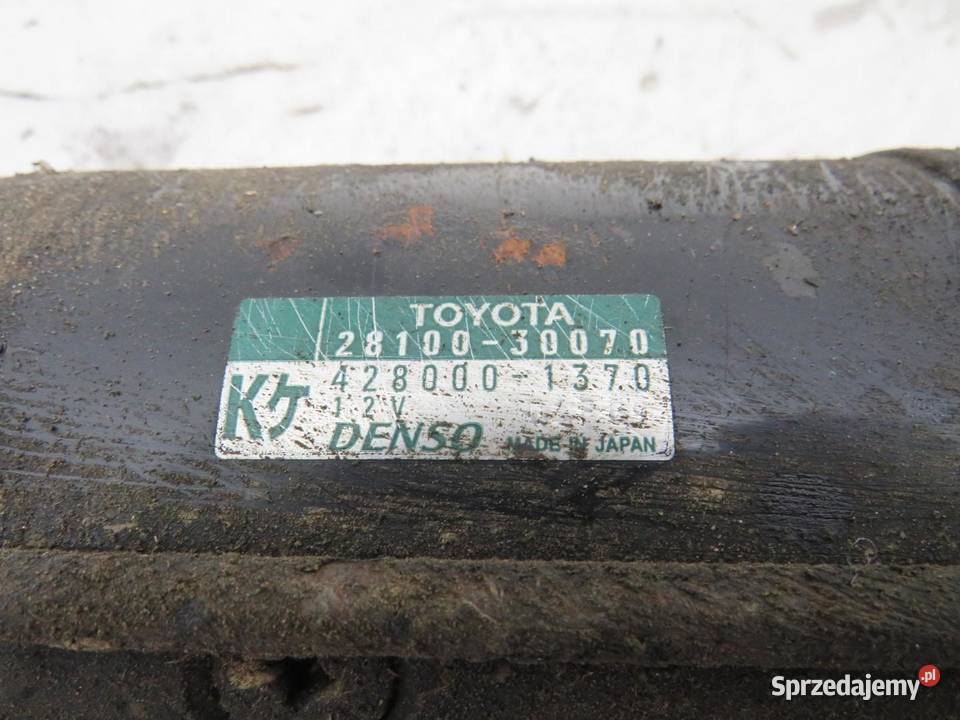 TOYOTA
28100-30070
Kケ
428000-1370
12V
DENSO MADE IN JAPAN
Sprzedajemy.pl